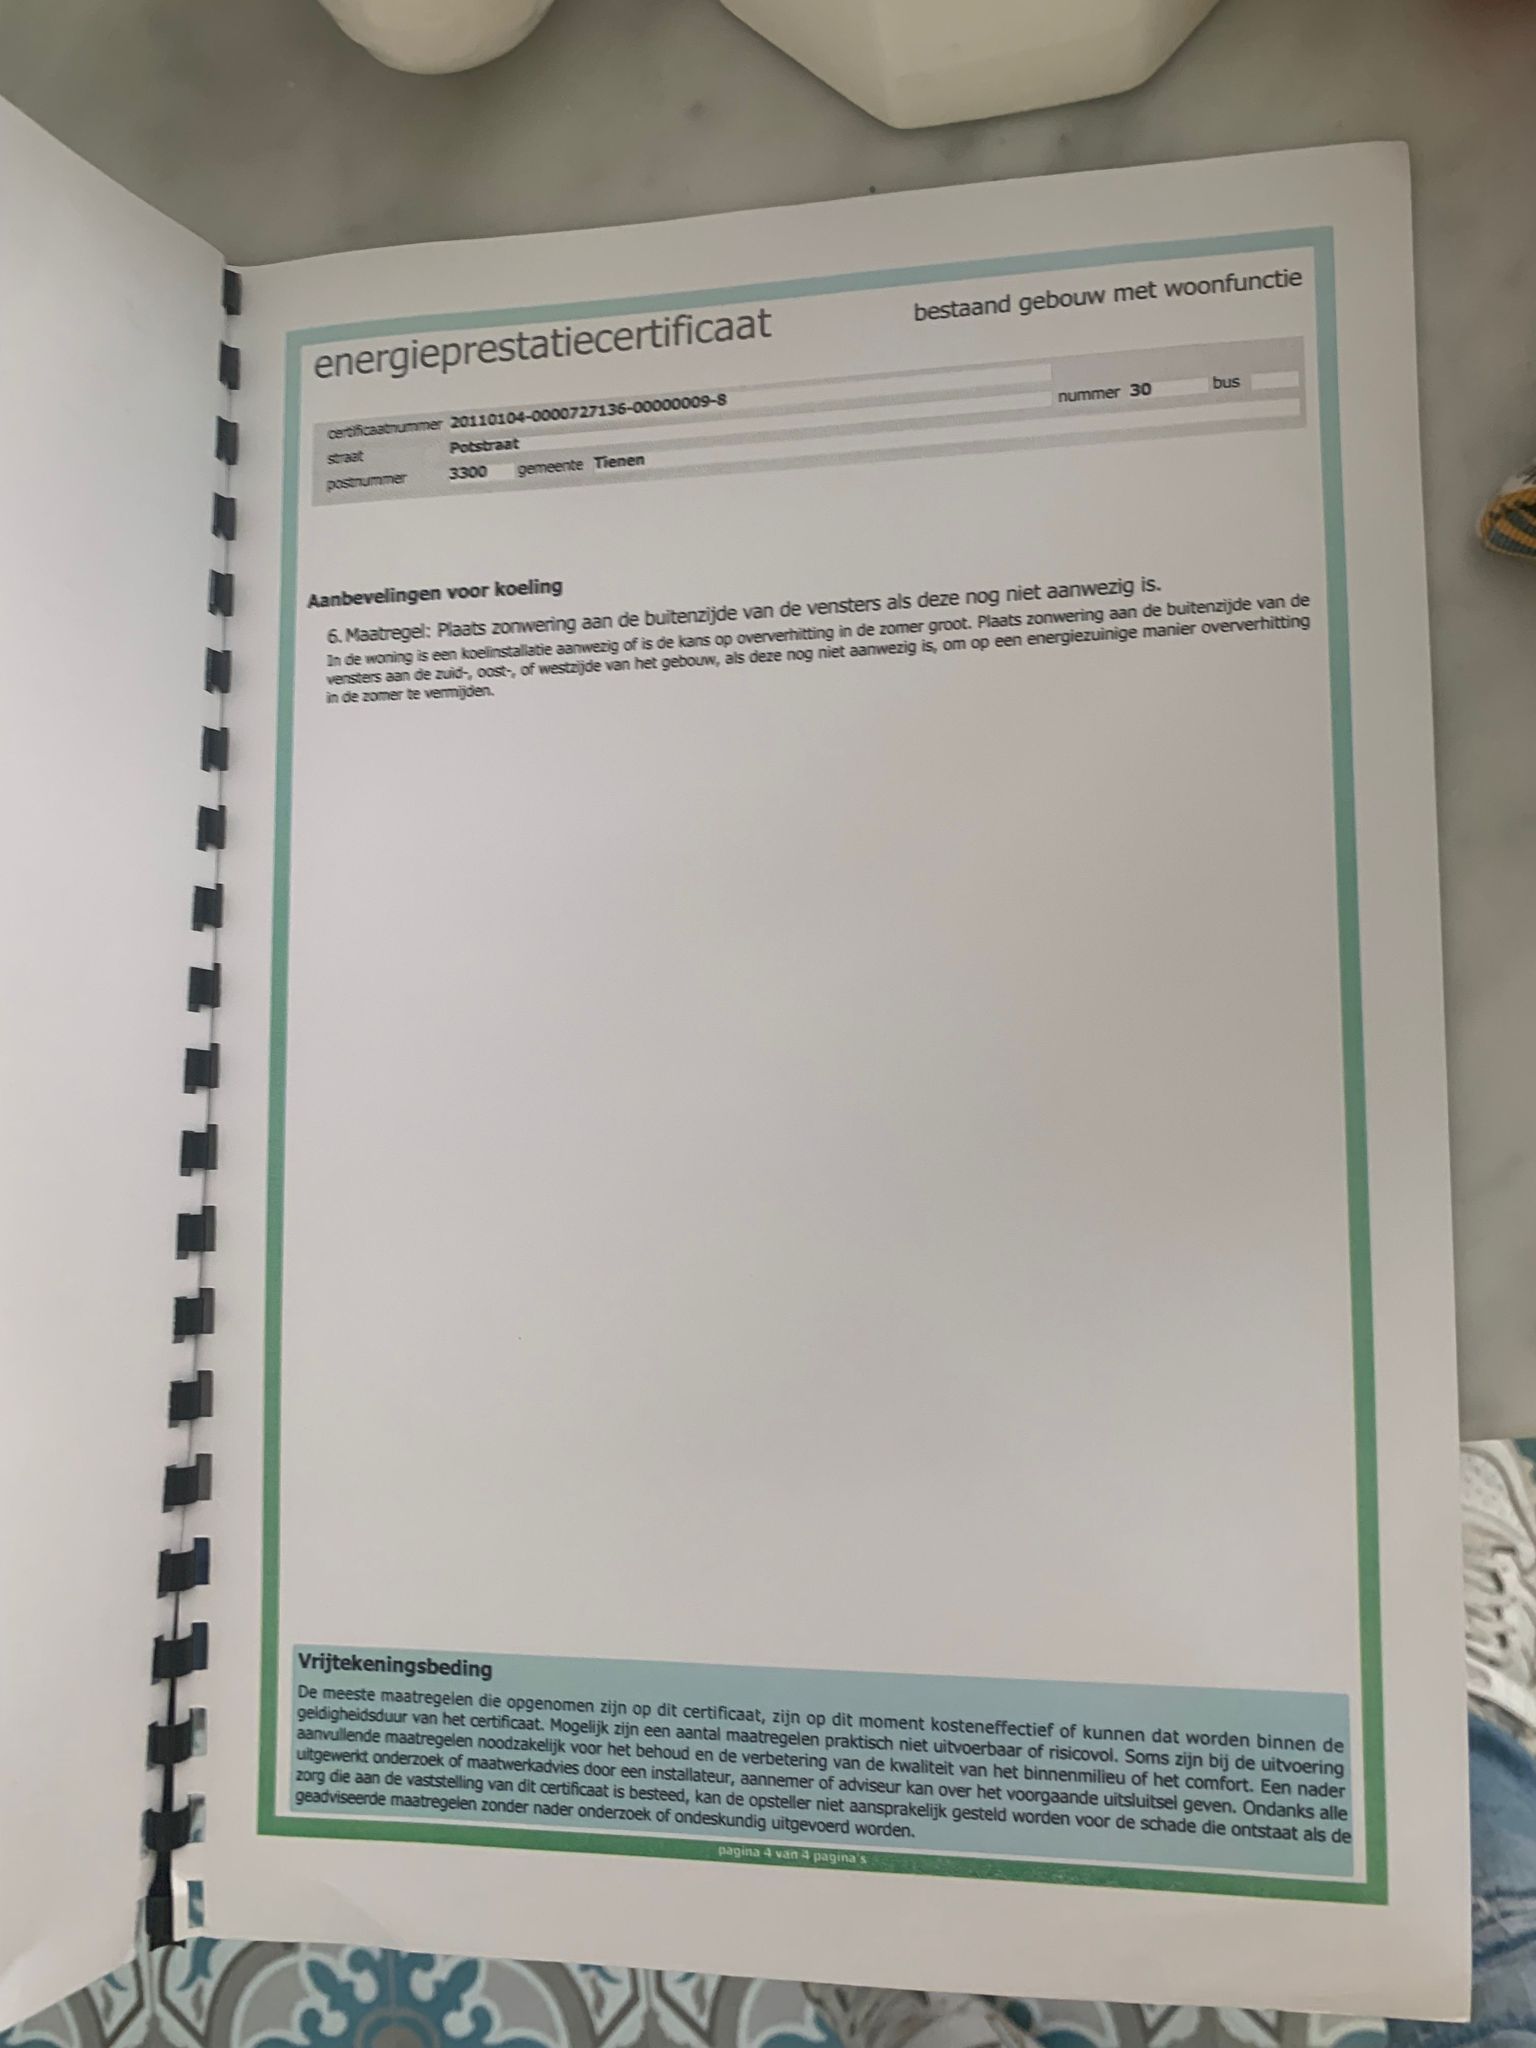 energieprestatiecertificaat
bestaand gebouw met woonfunctie
certificaatnummer 20110104-0000727136-00000009-8
straat Potstraat nummer 30 bus
postnummer 3300 gemeente Tienen
Aanbevelingen voor koeling
6. Maatregel: Plaats zonwering aan de buitenzijde van de vensters als deze nog niet aanwezig is.
In de woning is een koelinstallatie aanwezig of is de kans op oververhitting in de zomer groot. Plaats zonwering aan de buitenzijde van de
vensters aan de zuid-, oost-, of westzijde van het gebouw, als deze nog niet aanwezig is, om op een energiezuinige manier oververhitting
in de zomer te vermijden.
Vrijtekeningsbeding
De meeste maatregelen die opgenomen zijn op dit certificaat, zijn op dit moment kosteneffectief of kunnen dat worden binnen de
geldigheidsduur van het certificaat. Mogelijk zijn een aantal maatregelen praktisch niet uitvoerbaar of risicovol. Soms zijn bij de uitvoering
aanvullende maatregelen noodzakelijk voor het behoud en de verbetering van de kwaliteit van het binnenmilieu of het comfort. Een nader
uitgewerkt onderzoek of maatwerkadvies door een installateur, aannemer of adviseur kan over het voorgaande uitsluitsel geven. Ondanks alle
zorg die aan de vaststelling van dit certificaat is besteed, kan de opsteller niet aansprakelijk gesteld worden voor de schade die ontstaat als de
geadviseerde maatregelen zonder nader onderzoek of ondeskundig uitgevoerd worden.
pagina 4 van 4 pagina's